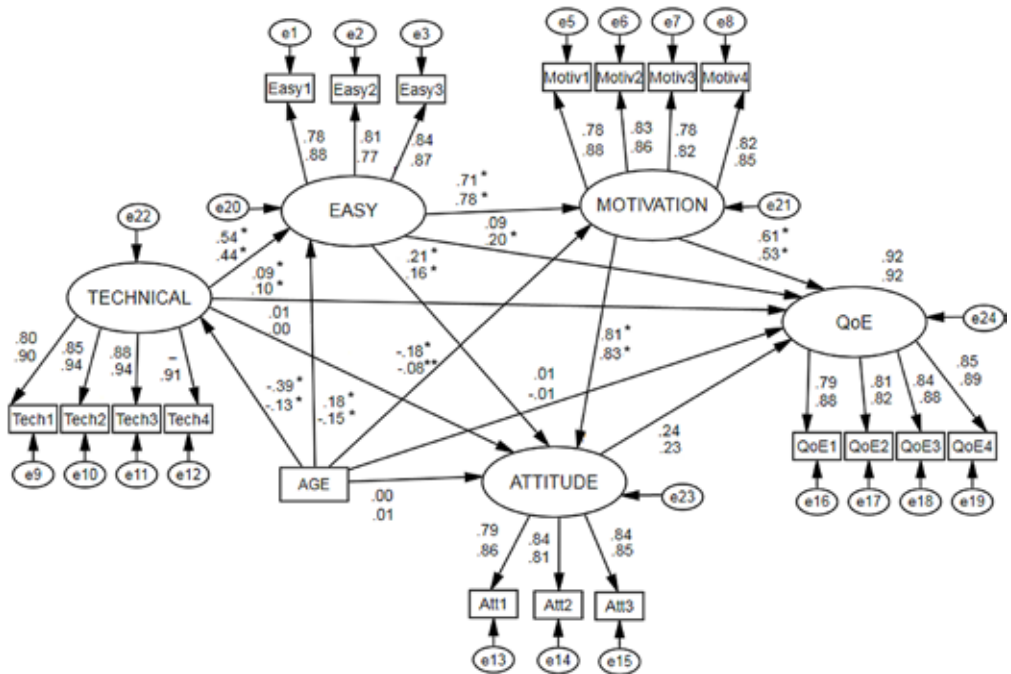 e1
e2
e3
e5
e6
e7
e8
Easy1
Easy2
Easy3
Motiv1
Motiv2
Motiv3
Motiv4
.78
.88
.81
.77
.84
.87
.78
.88
.83
.86
.78
.82
.82
.85
e20
EASY
.71*
.78*
MOTIVATION
e21
e22
.54*
.44*
.09
.20*
.61*
.53*
.21*
.16*
.92
.92
TECHNICAL
.09*
.10*
.01
00
QoE
e24
.80
.90
.85
.94
.88
.94
–
.91
-.39*
-.13*
.18*
-.15*
-.18*
-.08**
.81*
.83*
.01
-.01
.79
.88
.81
.82
.84
.88
.85
.89
Tech1
Tech2
Tech3
Tech4
e9
e10
e11
e12
.24
.23
QoE1
QoE2
QoE3
QoE4
e16
e17
e18
e19
AGE
.00
.01
ATTITUDE
e23
.79
.86
.84
.81
.84
.85
Att1
Att2
Att3
e13
e14
e15